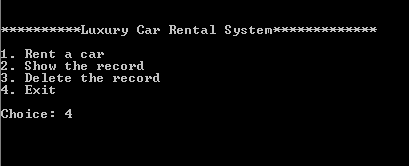 **********Luxury Car Rental System*************
1. Rent a car
2. Show the record
3. Delete the record
4. Exit
Choice: 4